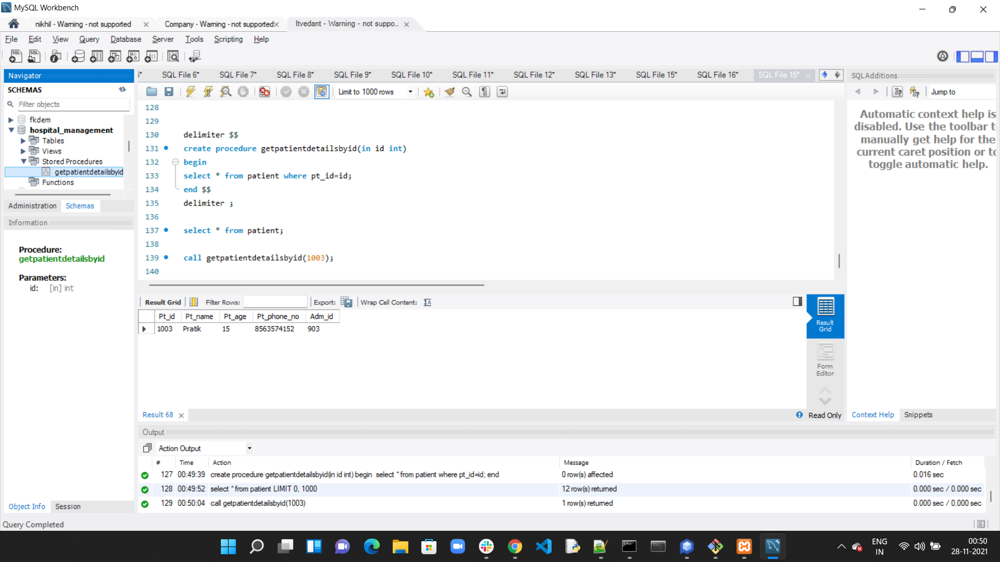 MySQL Workbench
nikhil - Warning - not supported
Company - Warning - not supported
Itvedant - Warning - not suppo...
File Edit View Query Database Server Tools Scripting Help
Navigator
SCHEMAS
Filter objects
fkdem
hospital_management
Tables
Views
Stored Procedures
getpatientdetailsbyid
Functions
Administration Schemas
Information
Procedure:
getpatientdetailsbyid
Parameters:
id: [in] int
Object Info Session
SQL File 6* SQL File 7* SQL File 8* SQL File 9* SQL File 10* SQL File 11* SQL File 12* SQL File 13* SQL File 15* SQL File 16* SQL File 15*
Limit to 1000 rows
128
129
130 delimiter $$
131 create procedure getpatientdetailsbyid(in id int)
132 begin
133 select * from patient where pt_id=id;
134 end $$
135 delimiter ;
136
137 select * from patient;
138
139 call getpatientdetailsbyid(1003);
140
Result Grid Filter Rows: Export: Wrap Cell Content:
Pt_id Pt_name Pt_age Pt_phone_no Adm_id
1003 Pratik 15 8563574152 903
Result
Grid
Form
Editor
Result 68
Read Only
SQLAdditions
Jump to
Automatic context help is
disabled. Use the toolbar t
manually get help for the
current caret position or to
toggle automatic help.
Context Help Snippets
Output
Action Output
# Time Action Message Duration / Fetch
127 00:49:39 create procedure getpatientdetailsbyid(in id int) begin select * from patient where pt_id=id; end 0 row(s) affected 0.016 sec
128 00:49:52 select * from patient LIMIT 0, 1000 12 row(s) returned 0.000 sec / 0.000 sec
129 00:50:04 call getpatientdetailsbyid(1003) 1 row(s) returned 0.000 sec / 0.000 sec
Query Completed
ENG
IN
00:50
28-11-2021